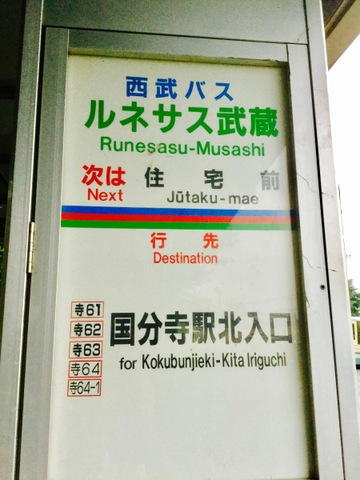 西武バス
ルネサス武蔵
Runesasu-Musashi
次は 住宅前
Next Jūtaku-mae
行先
Destination
寺61
寺62
寺63
寺64
寺64-1
国分寺駅北入口
for Kokubunjieki-Kita Iriguchi